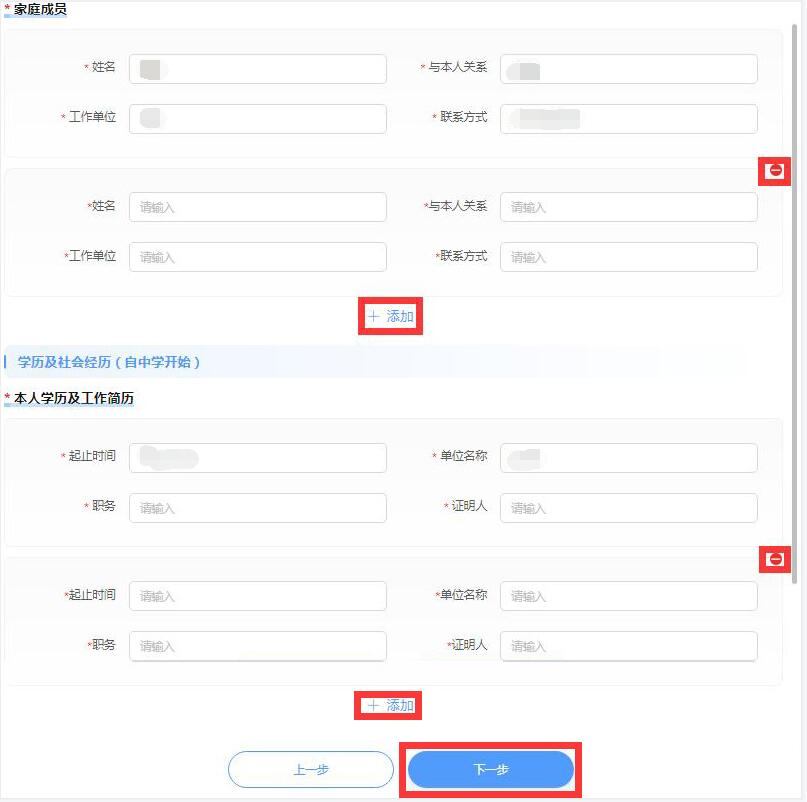 * 家庭成员
* 姓名
* 与本人关系
* 工作单位
* 联系方式
*姓名 请输入
*与本人关系 请输入
*工作单位 请输入
*联系方式 请输入
+ 添加
学历及社会经历（自中学开始）
* 本人学历及工作简历
* 起止时间
* 单位名称
* 职务 请输入
* 证明人 请输入
*起止时间 请输入
*单位名称 请输入
*职务 请输入
*证明人 请输入
+ 添加
上一步
下一步